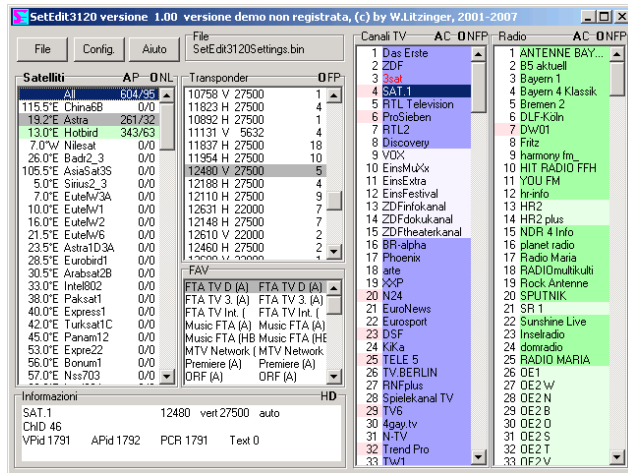 SetEdit3120 versione 1.00 versione demo non registrata, (c) by W.Litzinger, 2001-2007
File Config. Aiuto
File
SetEdit3120Settings.bin
Satelliti AP ONL
All 604/95
115.5°E China6B 0/0
19.2°E Astra 261/32
13.0°E Hotbird 343/63
7.0°W Nilesat 0/0
26.0°E Badr2_3 0/0
105.5°E AsiaSat3S 0/0
5.0°E Sirius2_3 0/0
7.0°E EutelW3A 0/0
10.0°E EutelW1 0/0
16.0°E EutelW2 0/0
21.5°E EutelW6 0/0
23.5°E Astra1D3A 0/0
28.5°E Eurobird1 0/0
30.5°E Arabsat2B 0/0
33.0°E Intel802 0/0
38.0°E Paksat1 0/0
40.0°E Express1 0/0
42.0°E Turksat1C 0/0
45.0°E Panam12 0/0
53.0°E Expre22 0/0
56.0°E Bonum1 0/0
57.0°E Nss703 0/0
Transponder OFP
10758 V 27500 1
11823 H 27500 4
10892 H 27500 1
11131 V 5632 4
11837 H 27500 18
11954 H 27500 10
12480 V 27500 5
12188 H 27500 4
12110 H 27500 9
12631 H 22000 7
12148 H 27500 7
12610 V 22000 2
12460 H 27500 2
FAV
FTA TV D (A) FTA TV D (A)
FTA TV 3. (A) FTA TV 3. (A)
FTA TV Int. ( FTA TV Int. (
Music FTA (A) Music FTA (A)
Music FTA (HB Music FTA (HE
MTV Network ( MTV Network
Premiere (A) Premiere (A)
ORF (A) ORF (A)
Informazioni HD
SAT.1 12480 vert 27500 auto
ChID 46
VPid 1791 APid 1792 PCR 1791 Text 0
Canali TV AC ONFP
1 Das Erste
2 ZDF
3 3sat
4 SAT.1
5 RTL Television
6 ProSieben
7 RTL2
8 Discovery
9 VOX
10 EinsMuXx
11 EinsExtra
12 EinsFestival
13 ZDFinfokanal
14 ZDFdokukanal
15 ZDFtheaterkanal
16 BR-alpha
17 Phoenix
18 arte
19 XXP
20 N24
21 EuroNews
22 Eurosport
23 DSF
24 KiKa
25 TELE 5
26 TV.BERLIN
27 RNFplus
28 Spielekanal TV
29 TV6
30 4gay.tv
31 N-TV
32 Trend Pro
33 TW1
Radio AC ONFP
1 ANTENNE BAY...
2 B5 aktuell
3 Bayern 1
4 Bayern 4 Klassik
5 Bremen 2
6 DLF-Köln
7 DW01
8 Fritz
9 harmony fm_
10 HIT RADIO FFH
11 YOU FM
12 hr-info
13 HR2
14 HR2 plus
15 NDR 4 Info
16 planet radio
17 Radio Maria
18 RADIOmultikulti
19 Rock Antenne
20 SPUTNIK
21 SR 1
22 Sunshine Live
23 Inselradio
24 domradio
25 RADIO MARIA
26 OE1
27 OE2 W
28 OE2 N
29 OE2 B
30 OE2 O
31 OE2 S
32 OE2 T
33 OE2 V